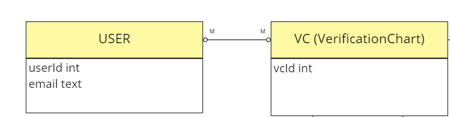 USER
userId int
email text
M
M
VC (VerificationChart)
vcId int